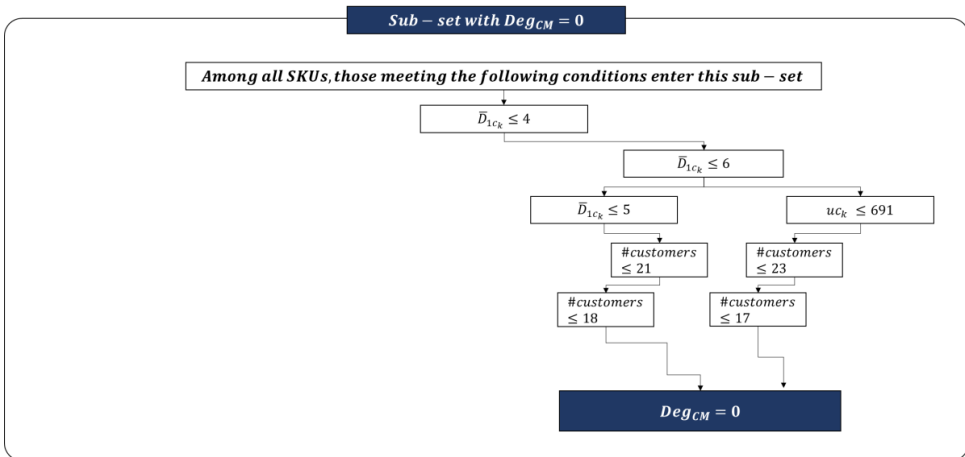 Sub − set with Deg_CM = 0
Among all SKUs, those meeting the following conditions enter this sub − set
D̅_1c_k ≤ 4
D̅_1c_k ≤ 6
D̅_1c_k ≤ 5
uc_k ≤ 691
#customers
≤ 21
#customers
≤ 23
#customers
≤ 18
#customers
≤ 17
Deg_CM = 0